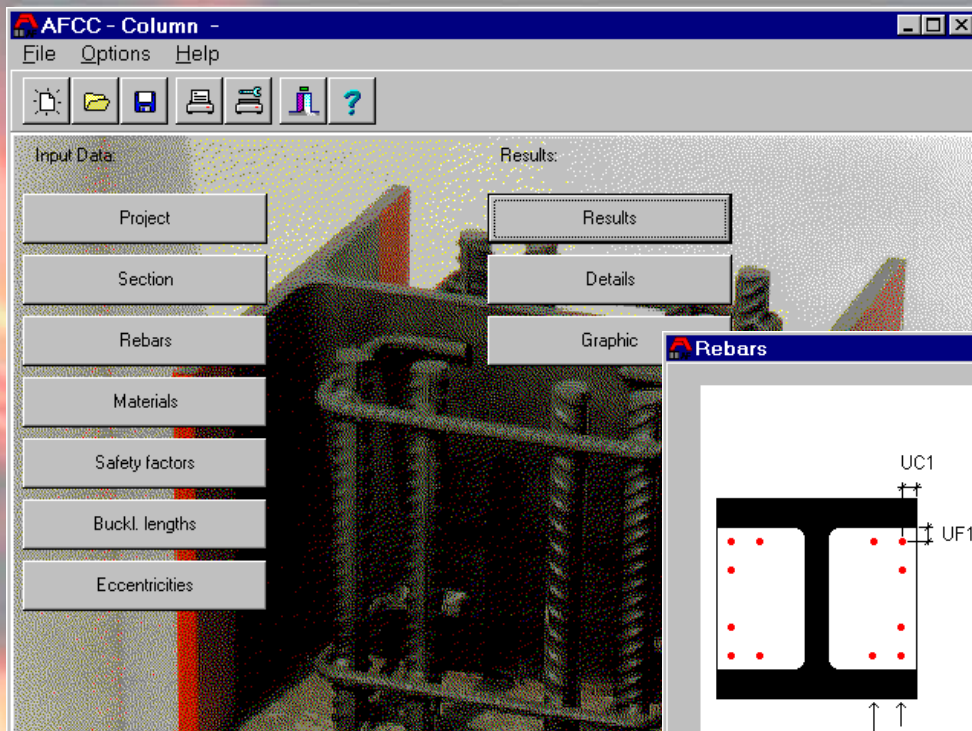 AFCC - Column -
File Options Help
?
Input Data:
Project
Section
Rebars
Materials
Safety factors
Buckl. lengths
Eccentricities
Results:
Results
Details
Graphic
Rebars
UC1
UF1